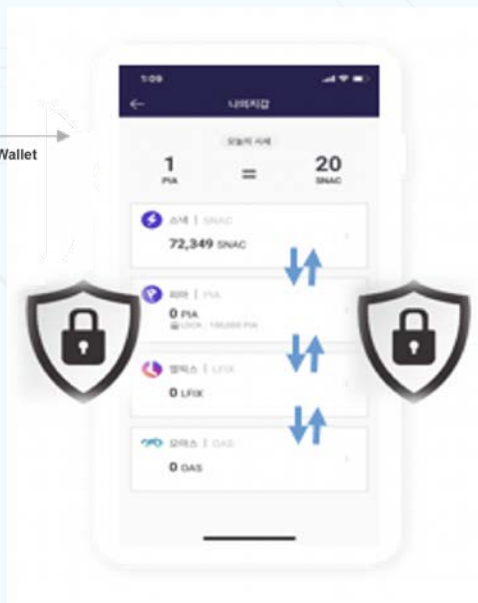 Wallet
1:09
나의지갑
오늘의 시세
1
PIA
=
20
SNAC
스낵 | SNAC
72,349 SNAC
피아 | PIA
0 PIA
LOCK : 100,000 PIA
엘픽스 | LFIX
0 LFIX
오아스 | OAS
0 OAS